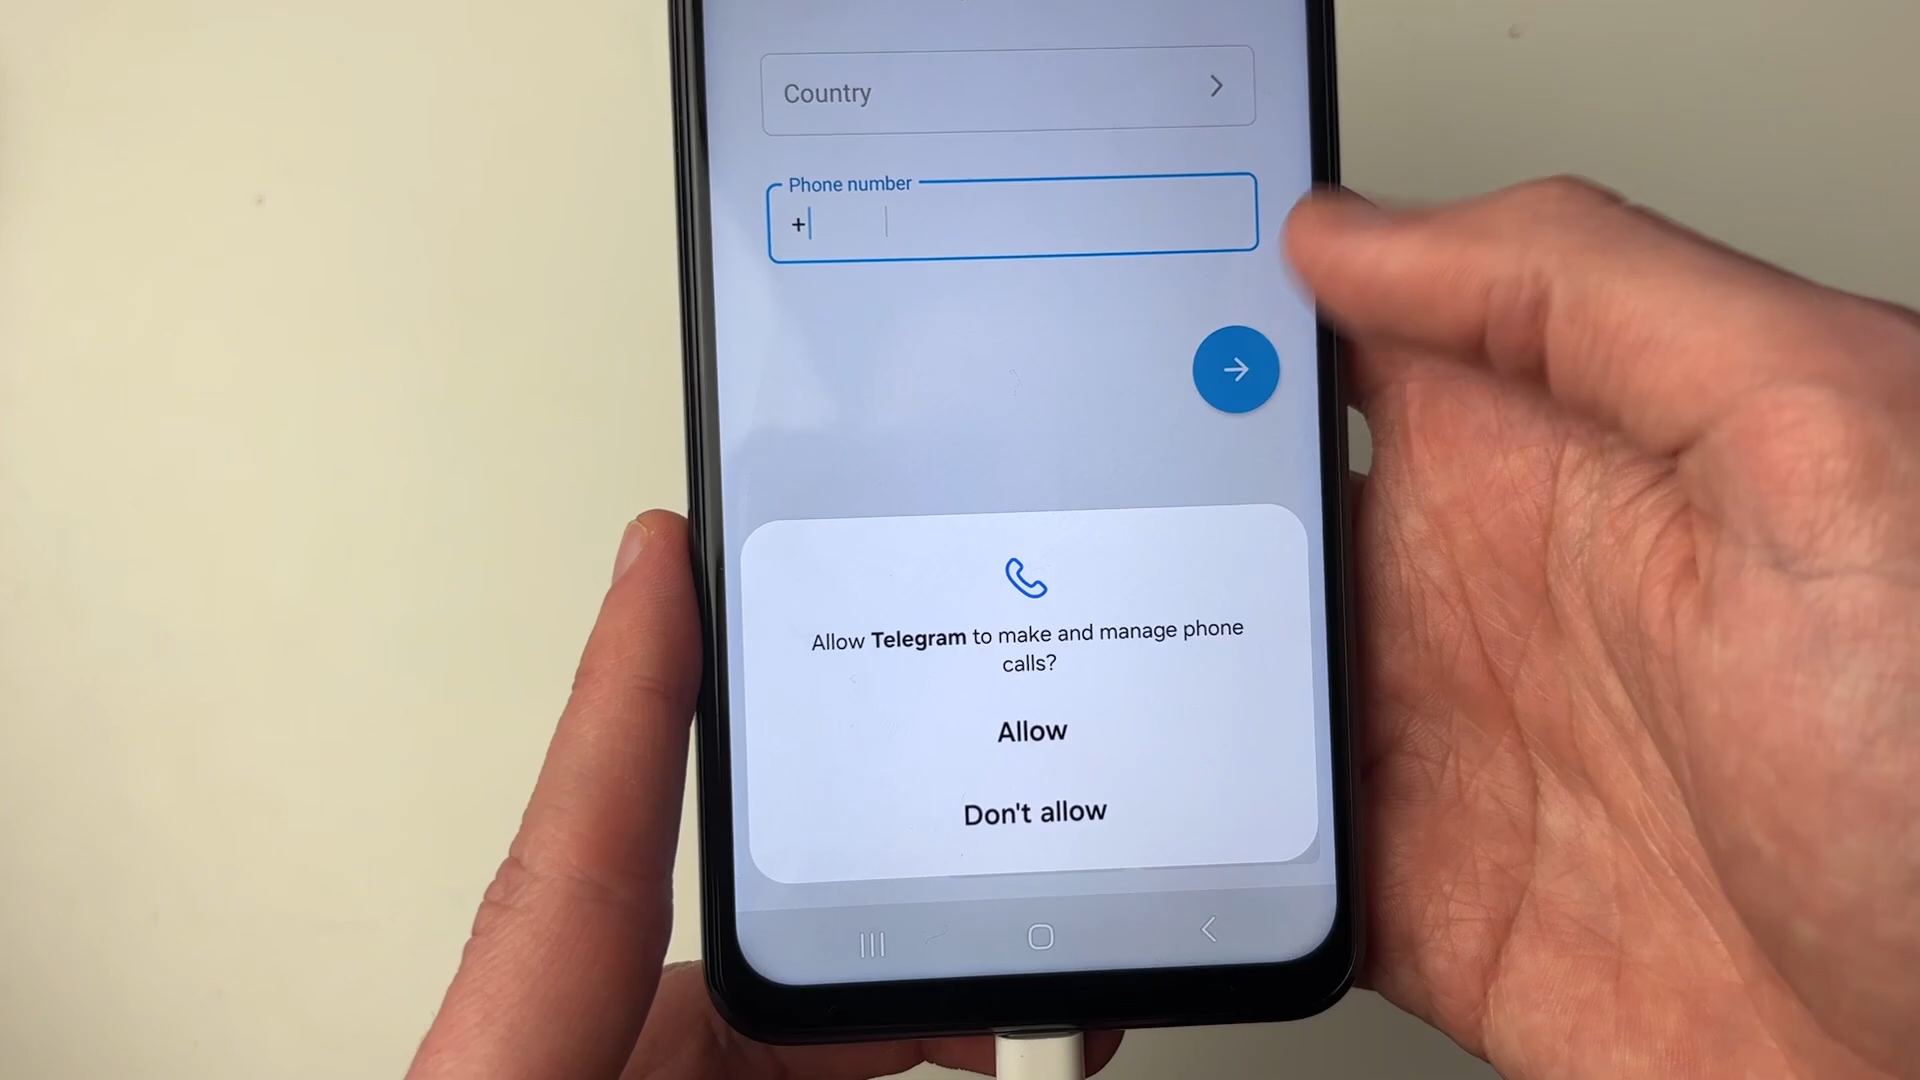 Country
Phone number
+
Allow Telegram to make and manage phone
calls?
Allow
Don't allow